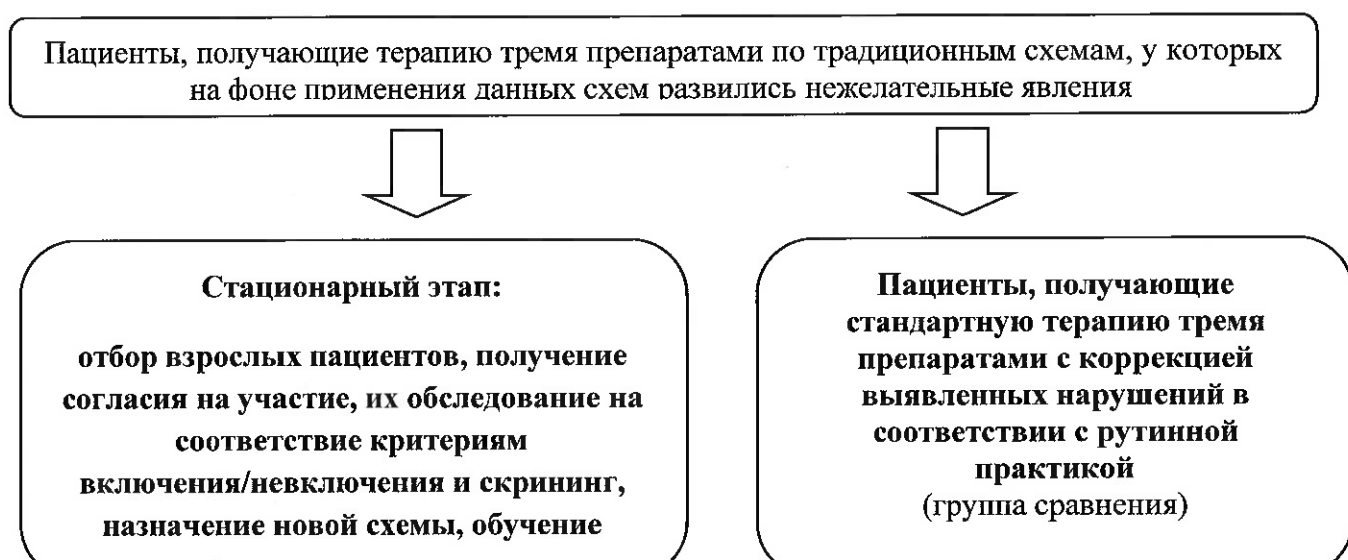 Пациенты, получающие терапию тремя препаратами по традиционным схемам, у которых
на фоне применения данных схем развились нежелательные явления
Стационарный этап:
отбор взрослых пациентов, получение
согласия на участие, их обследование на
соответствие критериям
включения/невключения и скрининг,
назначение новой схемы, обучение
Пациенты, получающие
стандартную терапию тремя
препаратами с коррекцией
выявленных нарушений в
соответствии с рутинной
практикой
(группа сравнения)